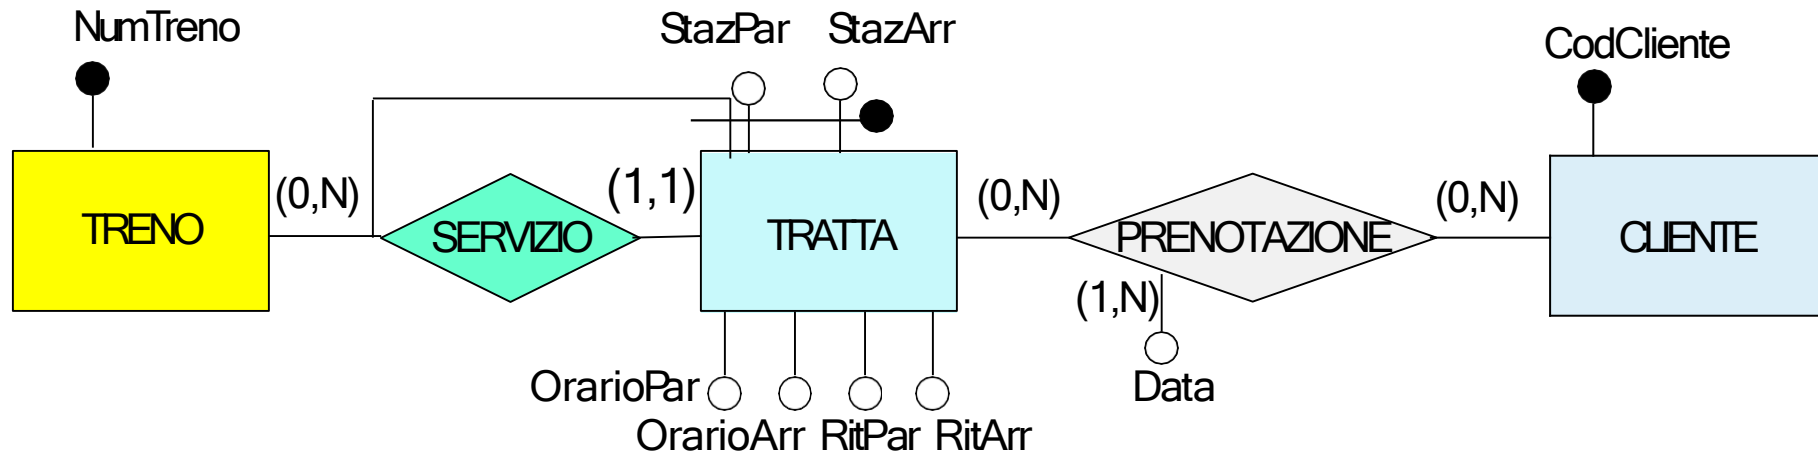 NumTreno
StazPar
StazArr
CodCliente
TRENO
(0,N)
SERVIZIO
(1,1)
TRATTA
(0,N)
PRENOTAZIONE
(0,N)
CLIENTE
(1,N)
OrarioPar
Data
OrarioArr
RitPar
RitArr